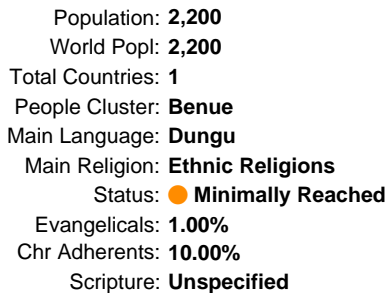 Population: 2,200
World Popl: 2,200
Total Countries: 1
People Cluster: Benue
Main Language: Dungu
Main Religion: Ethnic Religions
Status: Minimally Reached
Evangelicals: 1.00%
Chr Adherents: 10.00%
Scripture: Unspecified